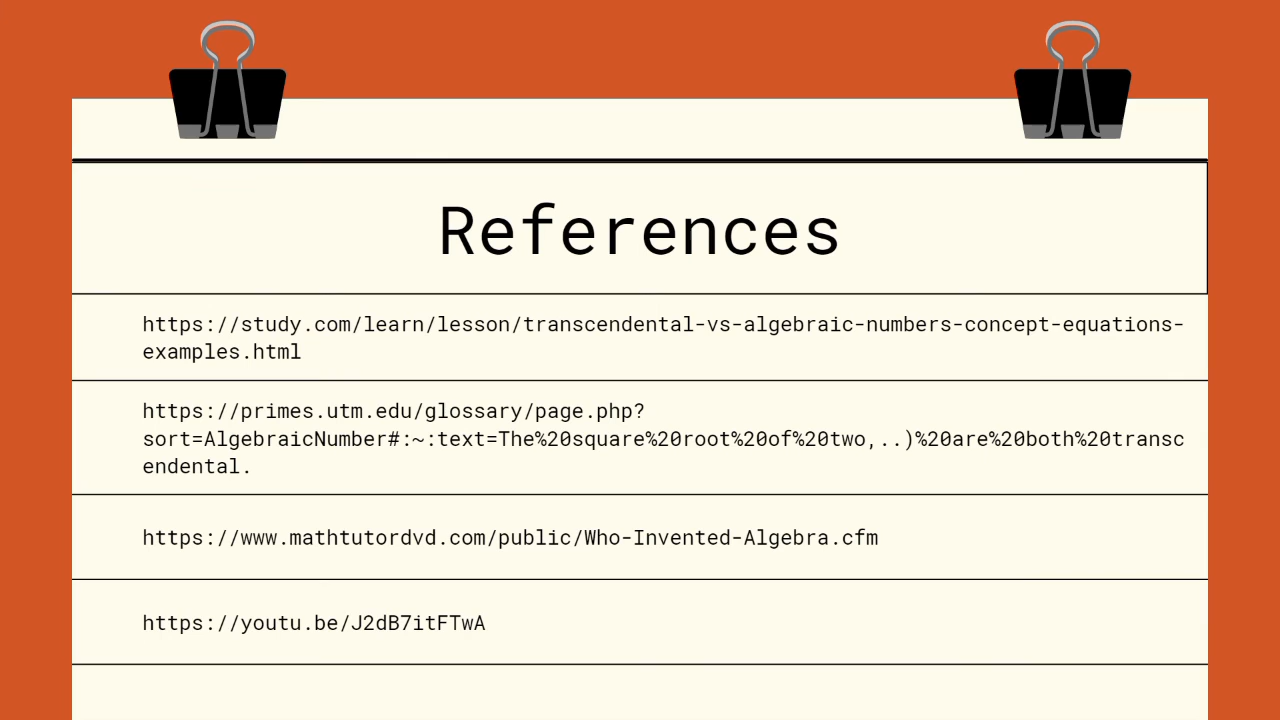 References
https://study.com/learn/lesson/transcendental-vs-algebraic-numbers-concept-equations-
examples.html
https://primes.utm.edu/glossary/page.php?
sort=AlgebraicNumber#:~:text=The%20square%20root%20of%20two,..)%20are%20both%20transc
endental.
https://www.mathtutordvd.com/public/Who-Invented-Algebra.cfm
https://youtu.be/J2dB7itFTwA